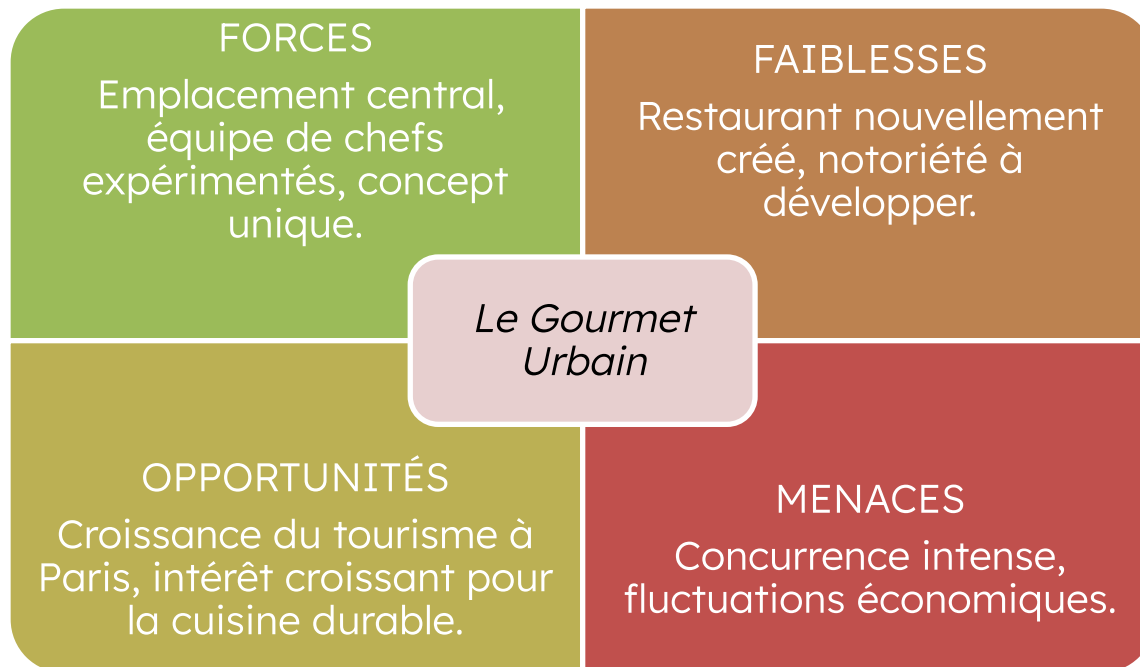 FORCES
Emplacement central,
équipe de chefs
expérimentés, concept
unique.
FAIBLESSES
Restaurant nouvellement
créé, notoriété à
développer.
Le Gourmet
Urbain
OPPORTUNITÉS
Croissance du tourisme à
Paris, intérêt croissant pour
la cuisine durable.
MENACES
Concurrence intense,
fluctuations économiques.